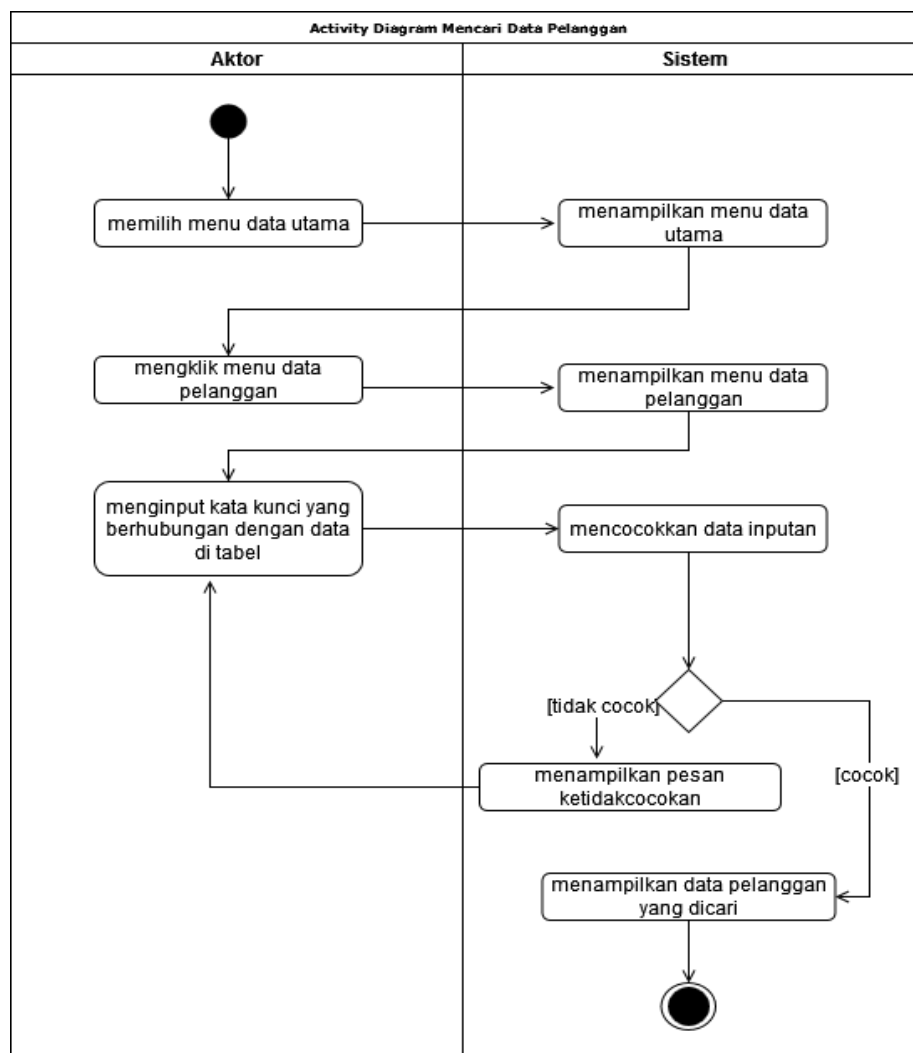 Activity Diagram Mencari Data Pelanggan
Aktor
Sistem
memilih menu data utama
menampilkan menu data
utama
mengklik menu data
pelanggan
menampilkan menu data
pelanggan
menginput kata kunci yang
berhubungan dengan data
di tabel
mencocokkan data inputan
[tidak cocok]
menampilkan pesan
ketidakcocokan
[cocok]
menampilkan data pelanggan
yang dicari